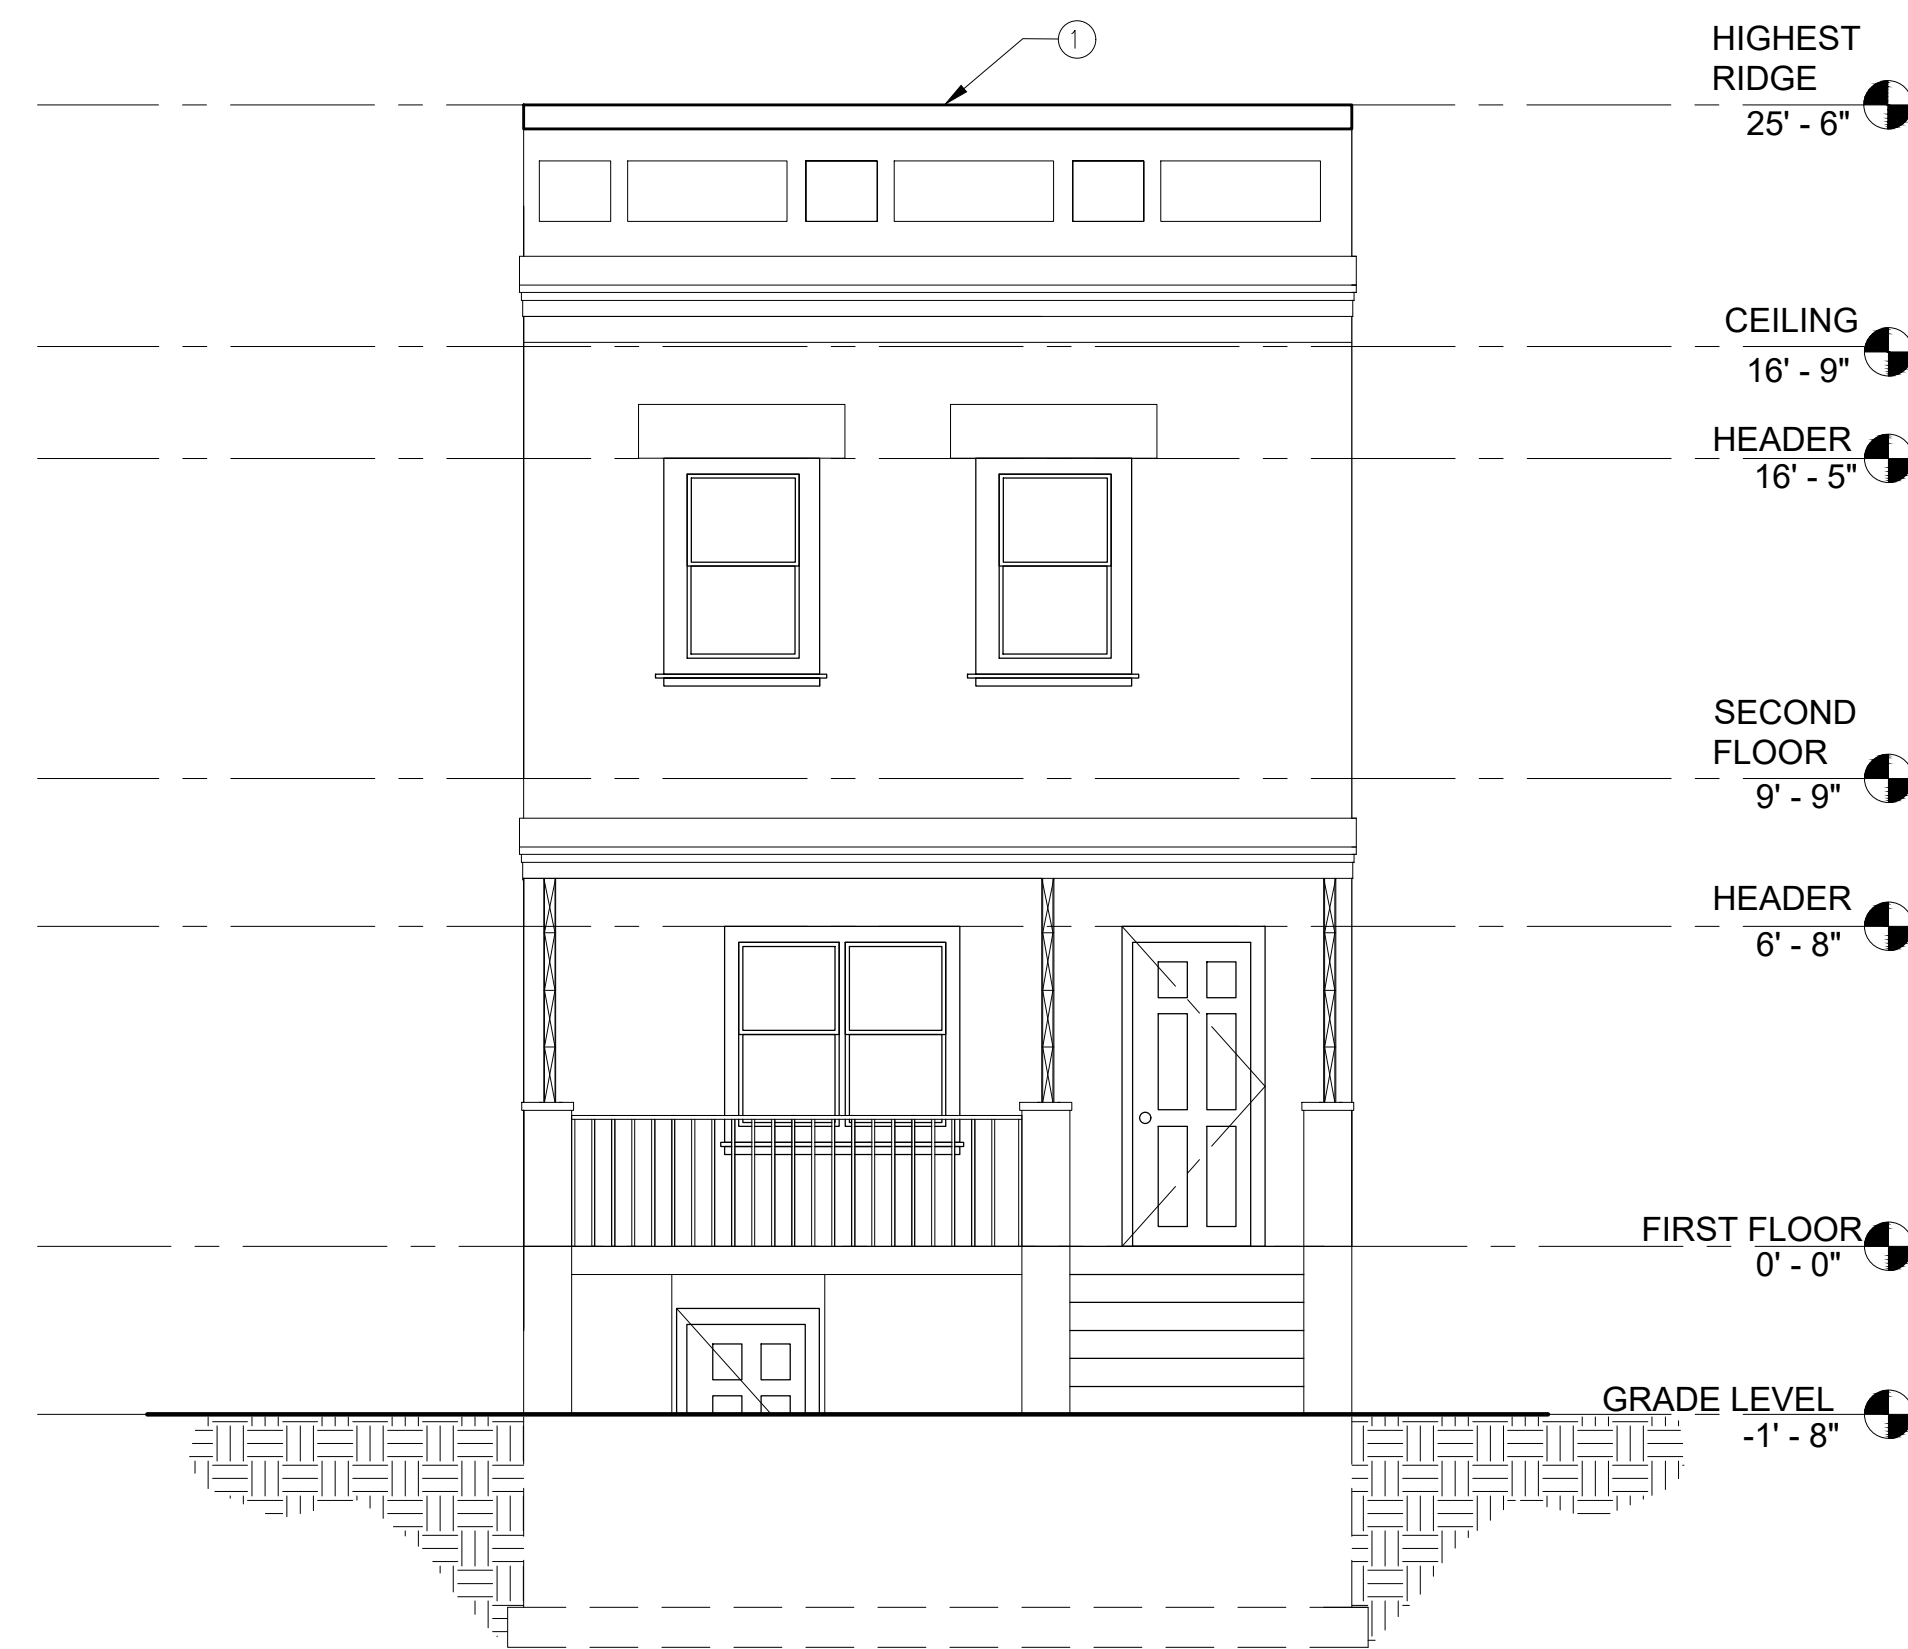 1
HIGHEST
RIDGE
25' - 6"
CEILING
16' - 9"
HEADER
16' - 5"
SECOND
FLOOR
9' - 9"
HEADER
6' - 8"
FIRST FLOOR
0' - 0"
GRADE LEVEL
-1' - 8"